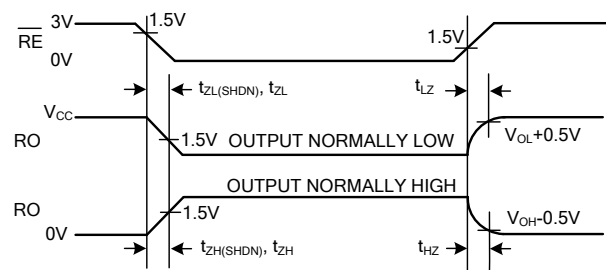 3V
1.5V
1.5V
RE
0V
tZL(SHDN), tZL
tLZ
VCC
RO
1.5V
OUTPUT NORMALLY LOW
VOL+0.5V
OUTPUT NORMALLY HIGH
RO
1.5V
VOH-0.5V
0V
tZH(SHDN), tZH
tHZ